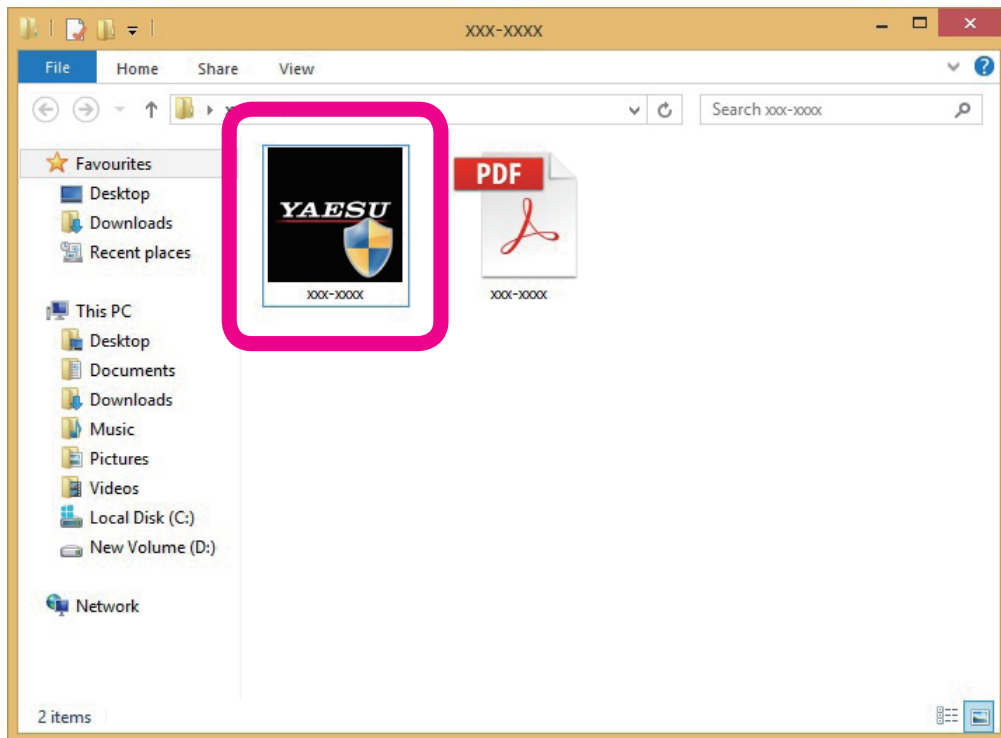 xxx-xxxx
File Home Share View
Search xxx-xxxx
Favourites
Desktop
Downloads
Recent places
This PC
Desktop
Documents
Downloads
Music
Pictures
Videos
Local Disk (C:)
New Volume (D:)
Network
YAESU
xxx-xxxx
PDF
xxx-xxxx
2 items